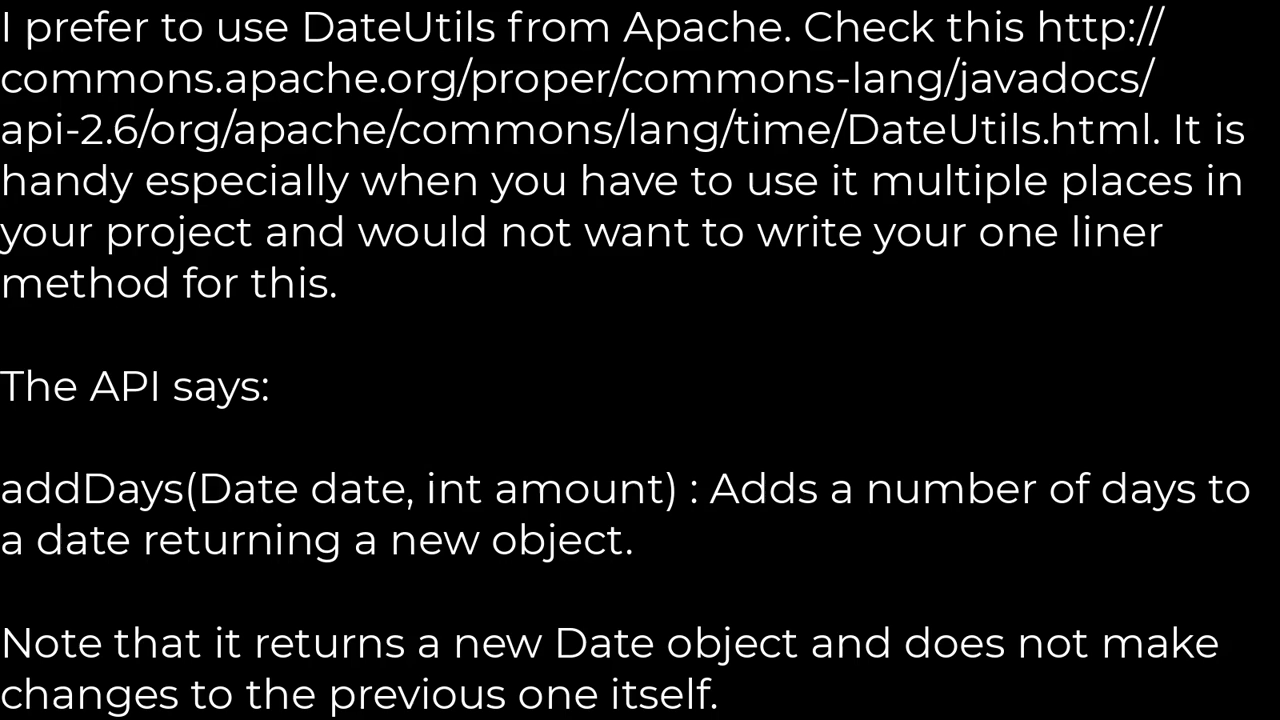 I prefer to use DateUtils from Apache. Check this http://
commons.apache.org/proper/commons-lang/javadocs/
api-2.6/org/apache/commons/lang/time/DateUtils.html. It is
handy especially when you have to use it multiple places in
your project and would not want to write your one liner
method for this.
The API says:
addDays(Date date, int amount) : Adds a number of days to
a date returning a new object.
Note that it returns a new Date object and does not make
changes to the previous one itself.